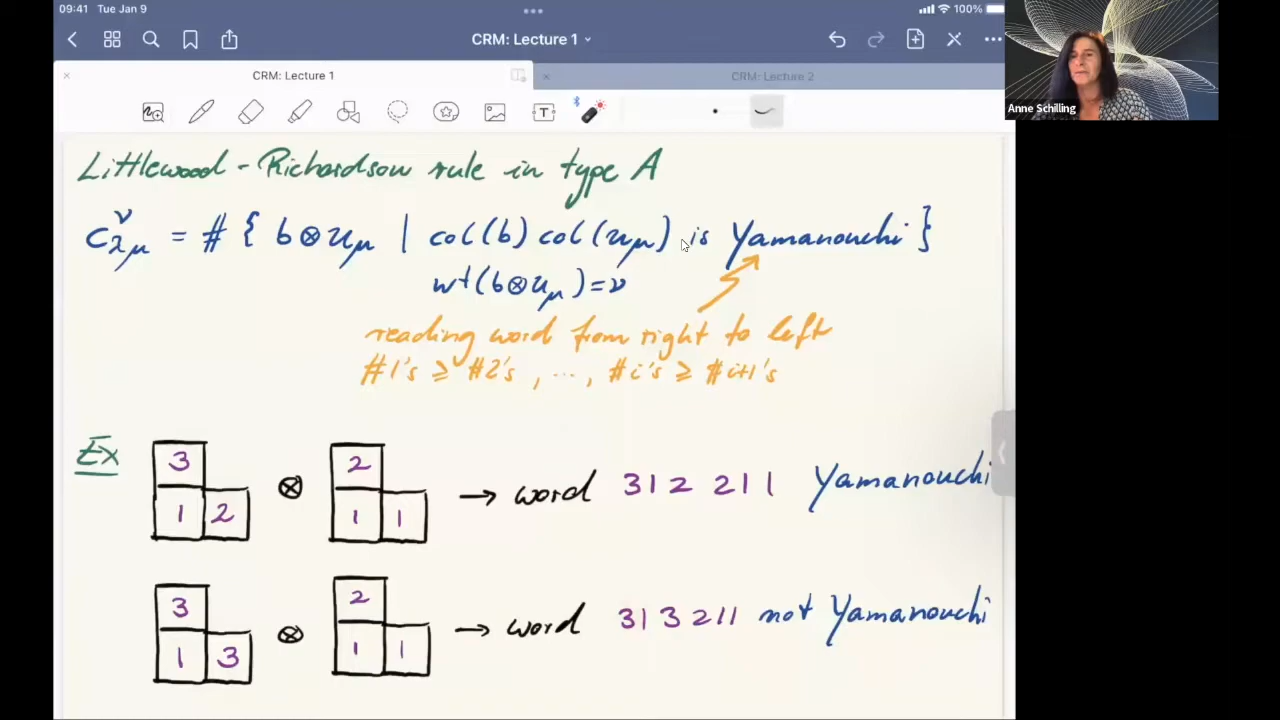 09:41 Tue Jan 9
100%
CRM: Lecture 1
CRM: Lecture 1
CRM: Lecture 2
T
Anne Schilling
Littlewood - Richardson rule in type A
c^ν_λμ = # { b ⊗ u_μ | col(b) col(u_μ) is Yamanouchi }
wt(b ⊗ u_μ) = ν
reading word from right to left
#1's ≥ #2's , ... , #i's ≥ #i+1's
Ex
3
1 2
⊗
2
1 1
→ word 312 211 Yamanouchi
3
1 3
⊗
2
1 1
→ word 313 211 not Yamanouchi